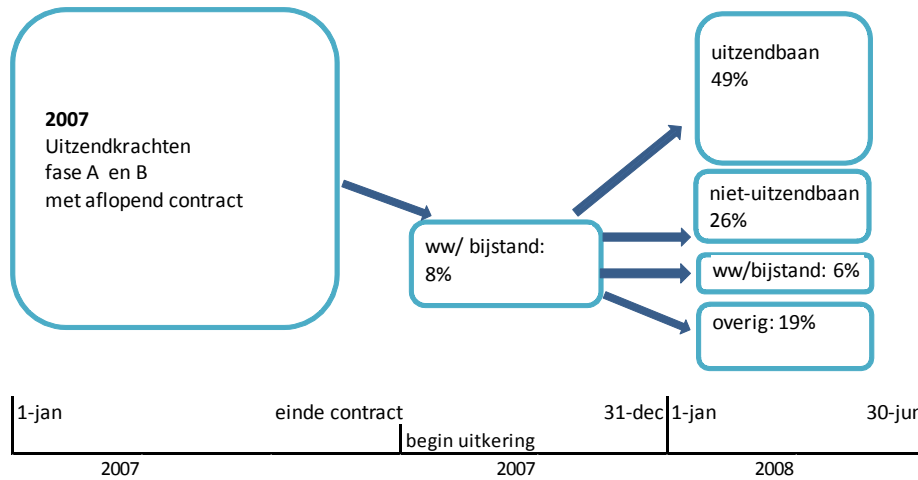 2007
Uitzendkrachten
fase A en B
met aflopend contract
ww/ bijstand:
8%
uitzendbaan
49%
niet-uitzendbaan
26%
ww/bijstand: 6%
overig: 19%
1-jan einde contract 31-dec 1-jan 30-jun
begin uitkering
2007 2007 2008